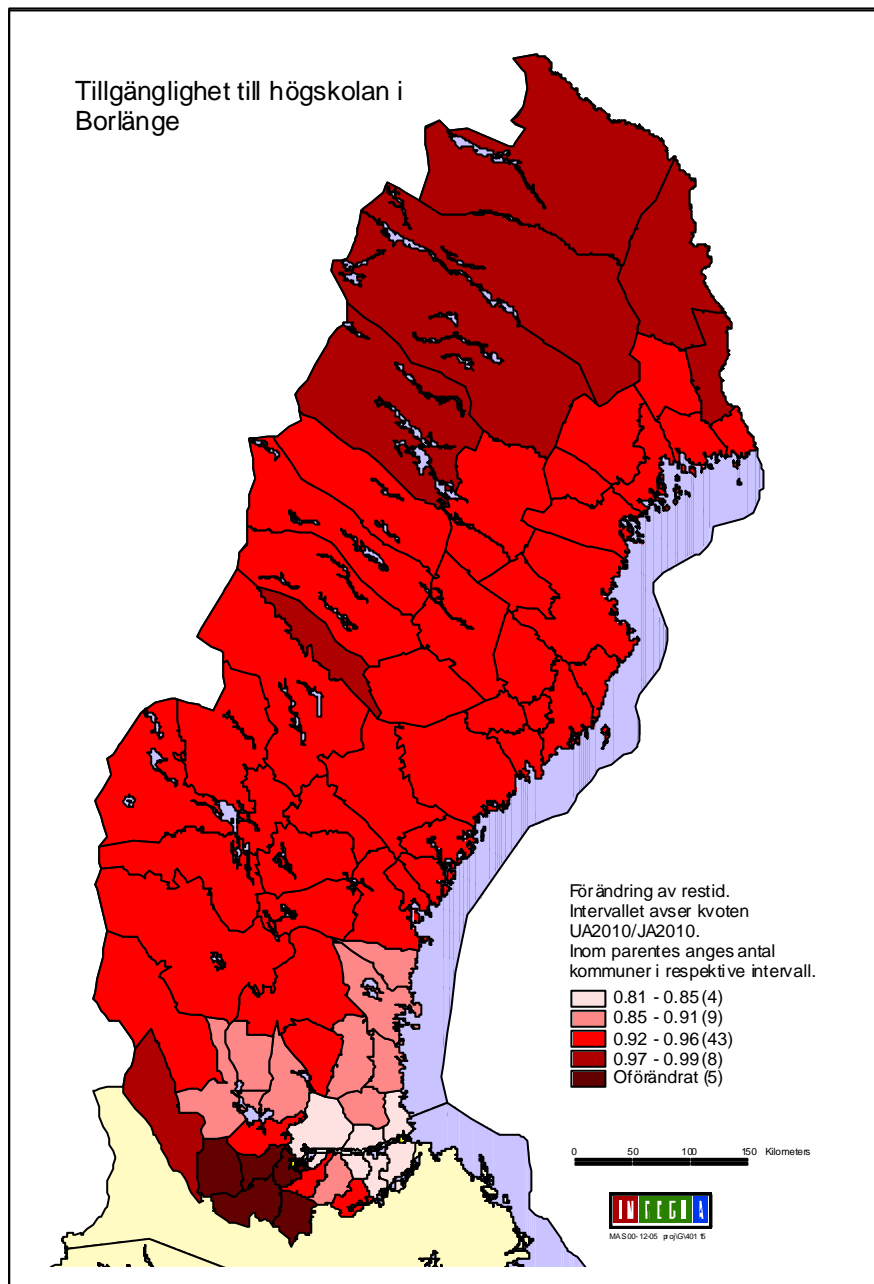 Tillgänglighet till högskolan i
Borlänge
Förändring av restid.
Intervallet avser kvoten
UA2010/JA2010.
Inom parentes anges antal
kommuner i respektive intervall.
0.81 - 0.85 (4)
0.85 - 0.91 (9)
0.92 - 0.96 (43)
0.97 - 0.99 (8)
Oförändrat (5)
0 50 100 150 Kilometers
INREGIA